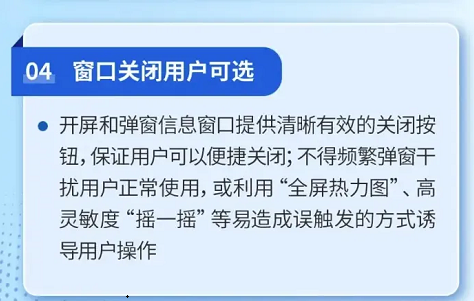 04 窗口关闭用户可选
开屏和弹窗信息窗口提供清晰有效的关闭按
钮，保证用户可以便捷关闭；不得频繁弹窗干
扰用户正常使用，或利用“全屏热力图”、高
灵敏度“摇一摇”等易造成误触发的方式诱
导用户操作